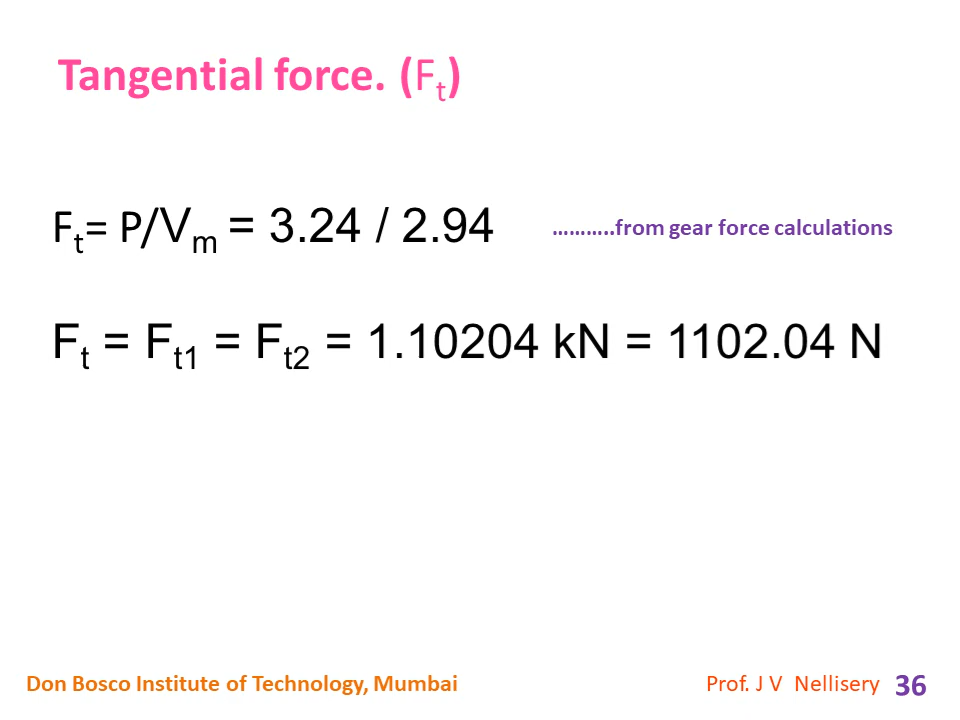 Tangential force. (Ft)
Ft= P/Vm = 3.24 / 2.94 ………..from gear force calculations
Ft = Ft1 = Ft2 = 1.10204 kN = 1102.04 N
Don Bosco Institute of Technology, Mumbai Prof. J V Nellisery 36